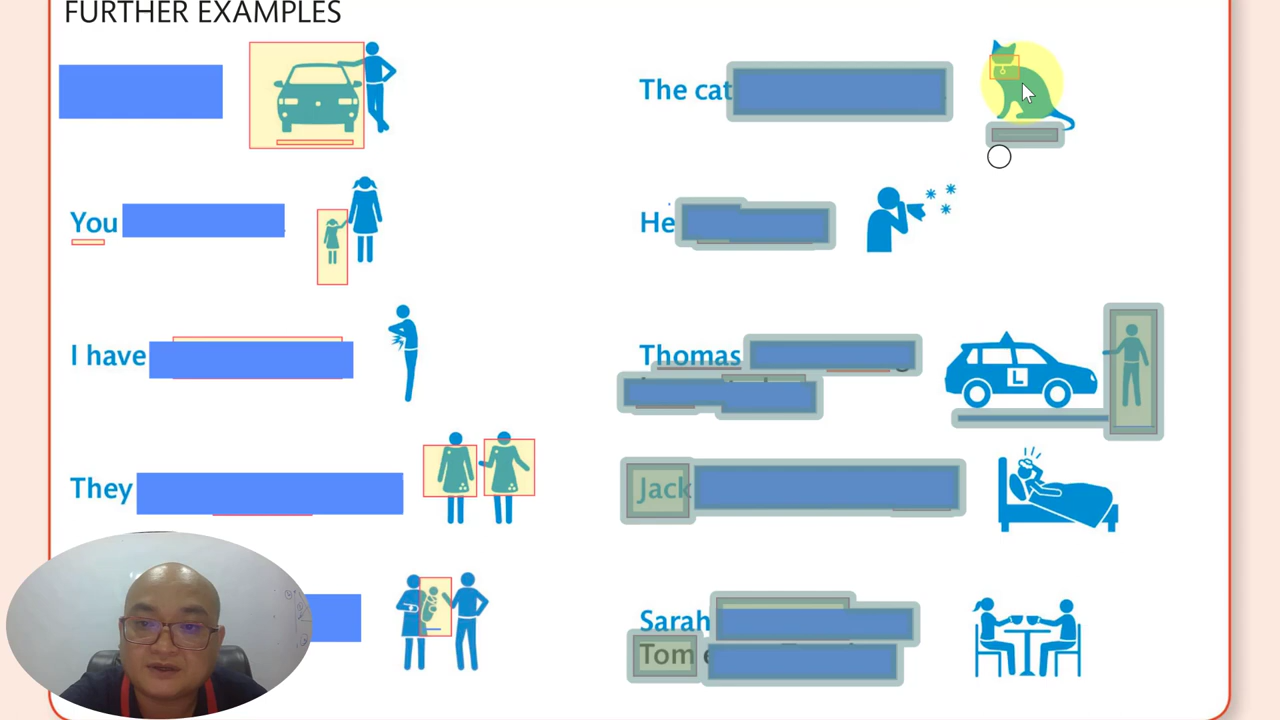 FURTHER EXAMPLES
You
I have
They
The cat
He
Thomas
L
Jack
Sarah
Tom